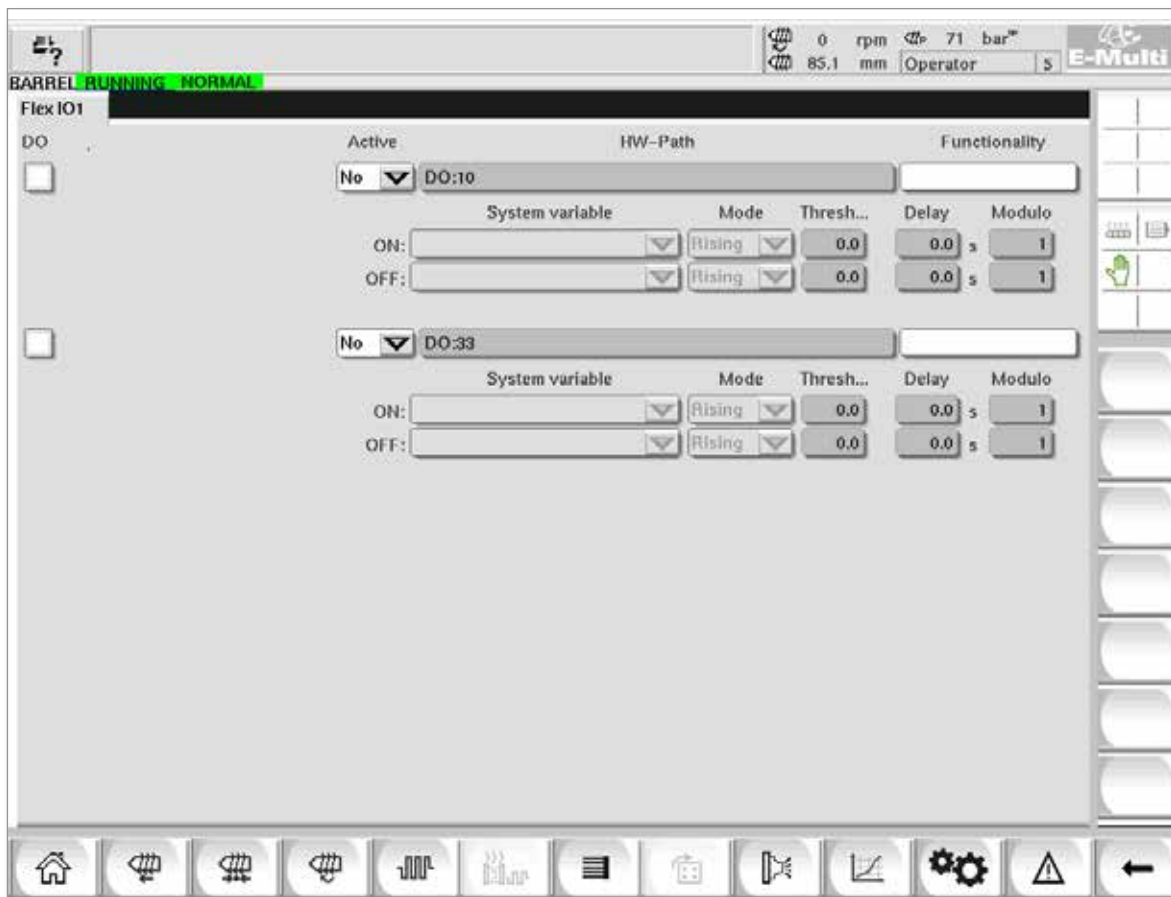 ?
0 rpm 71 bar
85.1 mm Operator S
E-Multi
BARREL RUNNING NORMAL
Flex IO1
DO Active HW-Path Functionality
No DO:10
System variable Mode Thresh... Delay Modulo
ON: Rising 0.0 0.0 s 1
OFF: Rising 0.0 0.0 s 1
No DO:33
System variable Mode Thresh... Delay Modulo
ON: Rising 0.0 0.0 s 1
OFF: Rising 0.0 0.0 s 1